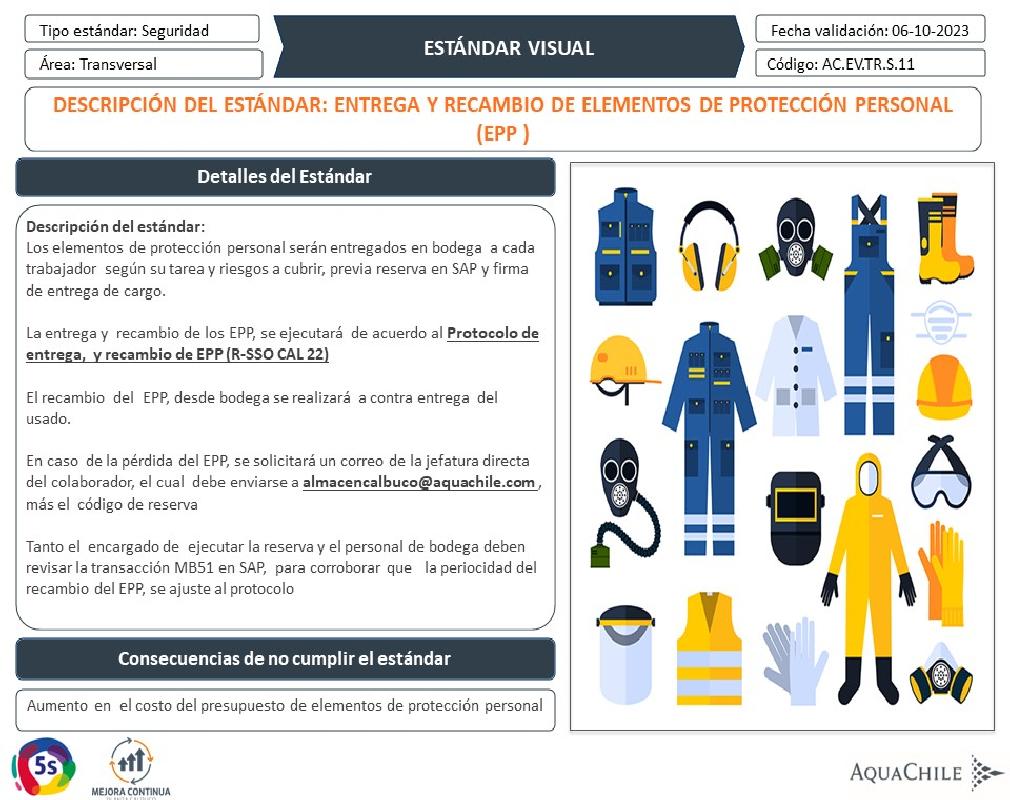 Tipo estándar: Seguridad
Área: Transversal
ESTÁNDAR VISUAL
Fecha validación: 06-10-2023
Código: AC.EV.TR.S.11
DESCRIPCIÓN DEL ESTÁNDAR: ENTREGA Y RECAMBIO DE ELEMENTOS DE PROTECCIÓN PERSONAL
(EPP )
Detalles del Estándar
Descripción del estándar:
Los elementos de protección personal serán entregados en bodega a cada
trabajador según su tarea y riesgos a cubrir, previa reserva en SAP y firma
de entrega de cargo.
La entrega y recambio de los EPP, se ejecutará de acuerdo al Protocolo de
entrega, y recambio de EPP (R-SSO CAL 22)
El recambio del EPP, desde bodega se realizará a contra entrega del
usado.
En caso de la pérdida del EPP, se solicitará un correo de la jefatura directa
del colaborador, el cual debe enviarse a almacencalbuco@aquachile.com ,
más el código de reserva
Tanto el encargado de ejecutar la reserva y el personal de bodega deben
revisar la transacción MB51 en SAP, para corroborar que la periocidad del
recambio del EPP, se ajuste al protocolo
Consecuencias de no cumplir el estándar
Aumento en el costo del presupuesto de elementos de protección personal
5s
MEJORA CONTINUA
PLANTA CALBUCO
AQUACHILE